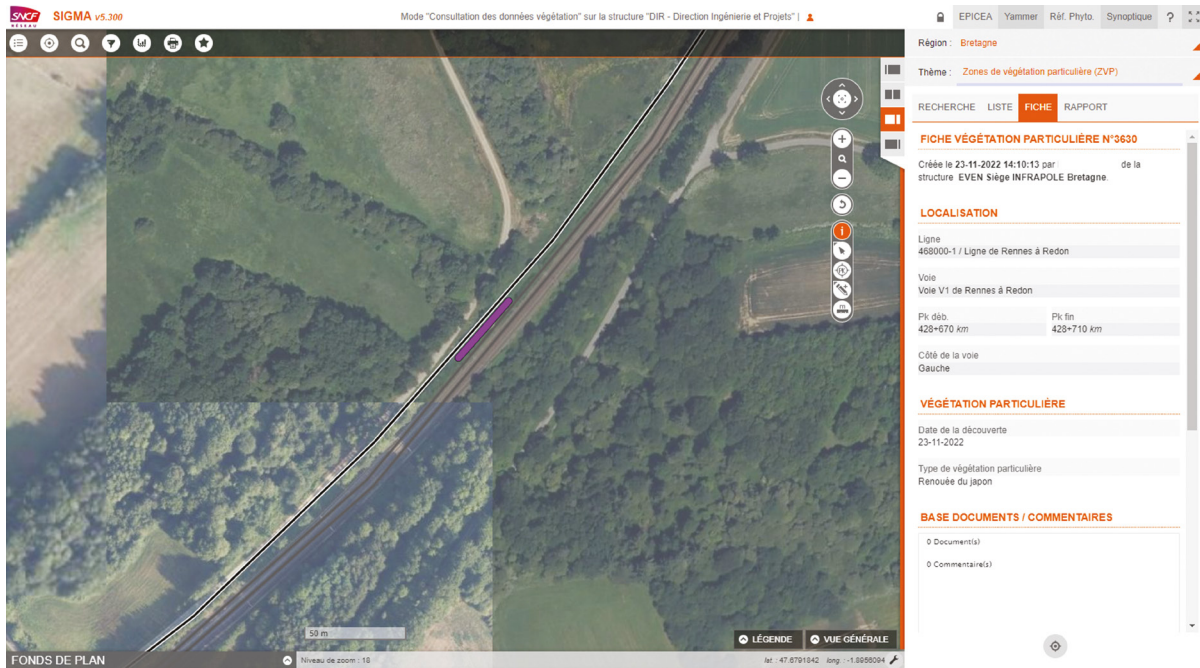 SNCF
RÉSEAU
SIGMA v5.300
Mode "Consultation des données végétation" sur la structure "DIR - Direction Ingénierie et Projets" |
EPICEA Yammer Réf. Phyto. Synoptique ?
Région : Bretagne
Thème : Zones de végétation particulière (ZVP)
RECHERCHE LISTE FICHE RAPPORT
FICHE VÉGÉTATION PARTICULIÈRE N°3630
Créée le 23-11-2022 14:10:13 par de la
structure EVEN Siège INFRAPOLE Bretagne.
LOCALISATION
Ligne
468000-1 / Ligne de Rennes à Redon
Voie
Voie V1 de Rennes à Redon
Pk déb. Pk fin
428+670 km 428+710 km
Côté de la voie
Gauche
VÉGÉTATION PARTICULIÈRE
Date de la découverte
23-11-2022
Type de végétation particulière
Renouée du japon
BASE DOCUMENTS / COMMENTAIRES
0 Document(s)
0 Commentaire(s)
50 m
LÉGENDE VUE GÉNÉRALE
FONDS DE PLAN Niveau de zoom : 18 lat : 47.6791842 long : -1.8956094